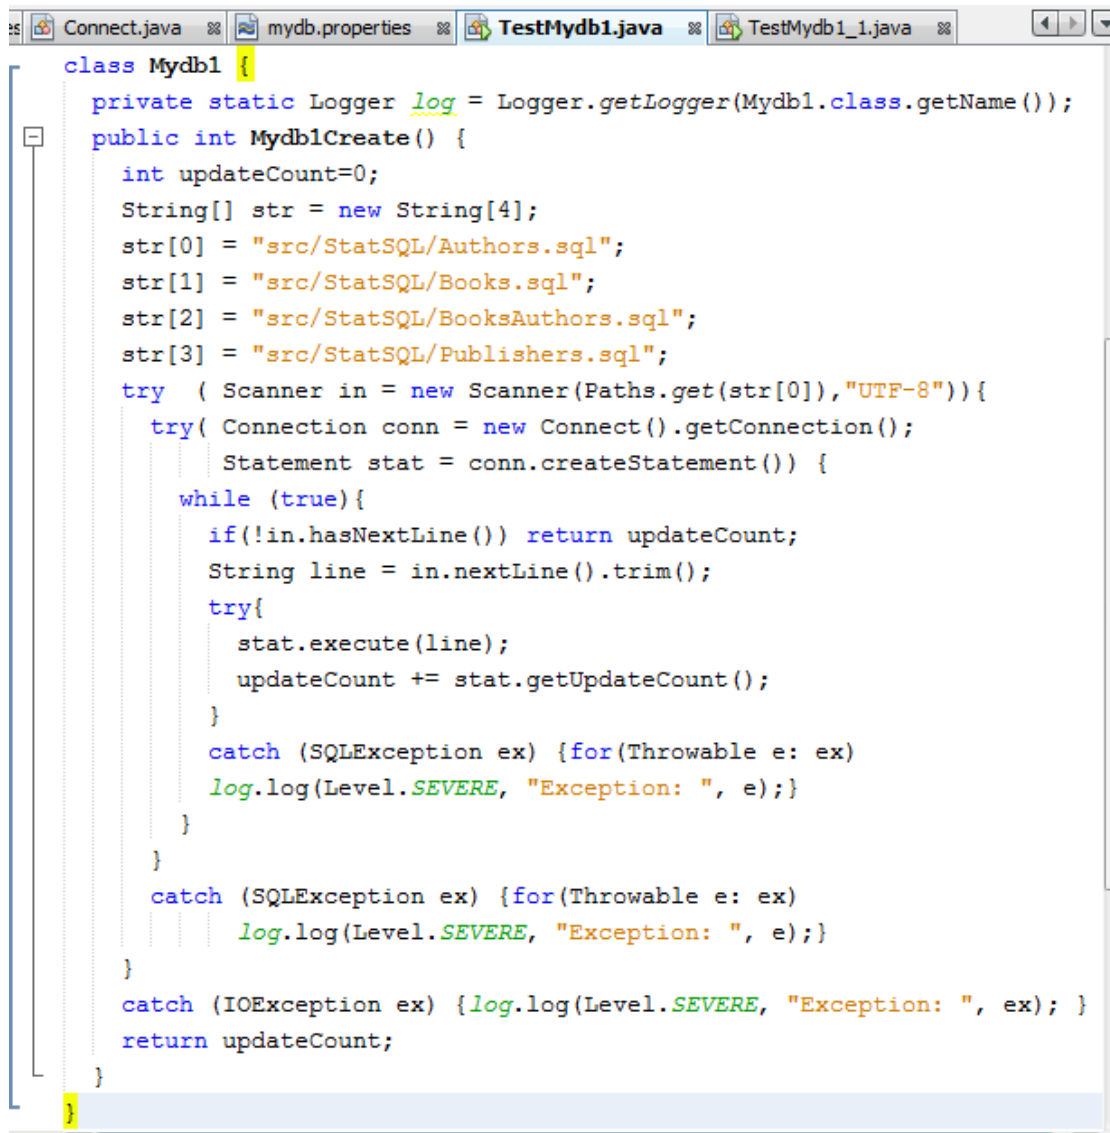 es Connect.java mydb.properties TestMydb1.java TestMydb1_1.java
class Mydb1 {
private static Logger log = Logger.getLogger(Mydb1.class.getName());
public int Mydb1Create() {
int updateCount=0;
String[] str = new String[4];
str[0] = "src/StatSQL/Authors.sql";
str[1] = "src/StatSQL/Books.sql";
str[2] = "src/StatSQL/BooksAuthors.sql";
str[3] = "src/StatSQL/Publishers.sql";
try ( Scanner in = new Scanner(Paths.get(str[0]),"UTF-8")){
try( Connection conn = new Connect().getConnection();
Statement stat = conn.createStatement()) {
while (true){
if(!in.hasNextLine()) return updateCount;
String line = in.nextLine().trim();
try{
stat.execute(line);
updateCount += stat.getUpdateCount();
}
catch (SQLException ex) {for(Throwable e: ex)
log.log(Level.SEVERE, "Exception: ", e);}
}
}
catch (SQLException ex) {for(Throwable e: ex)
log.log(Level.SEVERE, "Exception: ", e);}
}
catch (IOException ex) {log.log(Level.SEVERE, "Exception: ", ex); }
return updateCount;
}
}